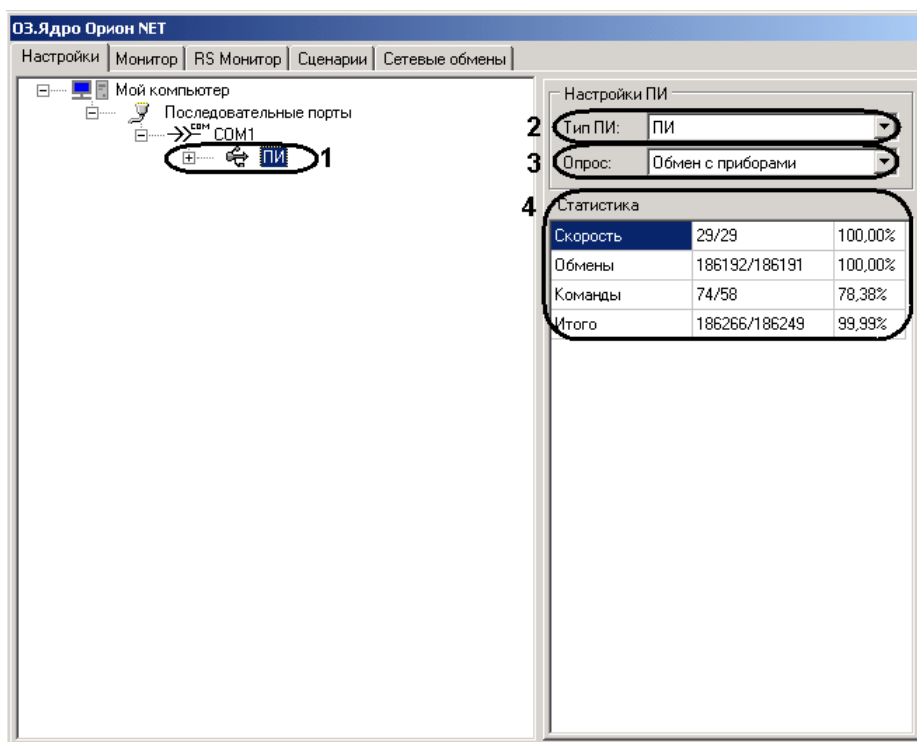 ОЗ.Ядро Орион NET
Настройки Монитор RS Монитор Сценарии Сетевые обмены
Мой компьютер
Последовательные порты
COM COM1
ПИ 1
Настройки ПИ
2 Тип ПИ: ПИ
3 Опрос: Обмен с приборами
4 Статистика
Скорость 29/29 100,00%
Обмены 186192/186191 100,00%
Команды 74/58 78,38%
Итого 186266/186249 99,99%